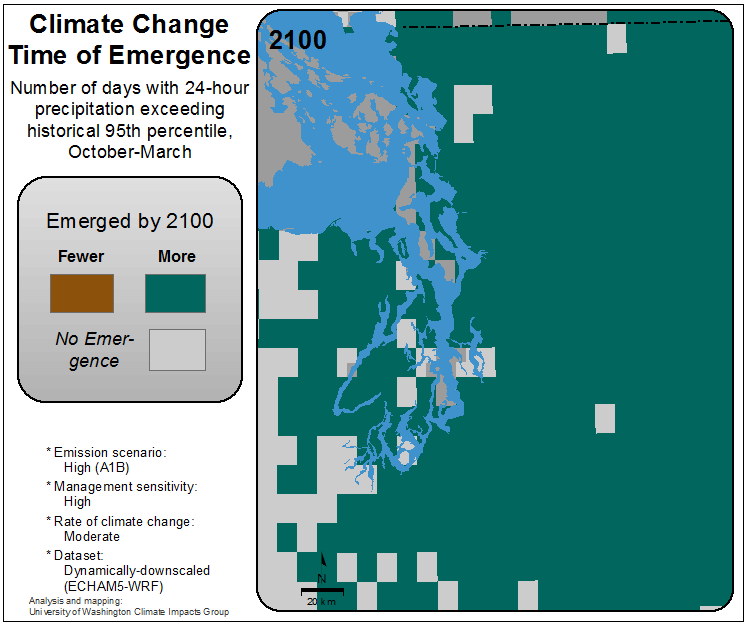 Climate Change
Time of Emergence
Number of days with 24-hour
precipitation exceeding
historical 95th percentile,
October-March
Emerged by 2100
Fewer
More
No Emer-
gence
* Emission scenario:
High (A1B)
* Management sensitivity:
High
* Rate of climate change:
Moderate
* Dataset:
Dynamically-downscaled
(ECHAM5-WRF)
Analysis and mapping:
University of Washington Climate Impacts Group
2100
N
20 km